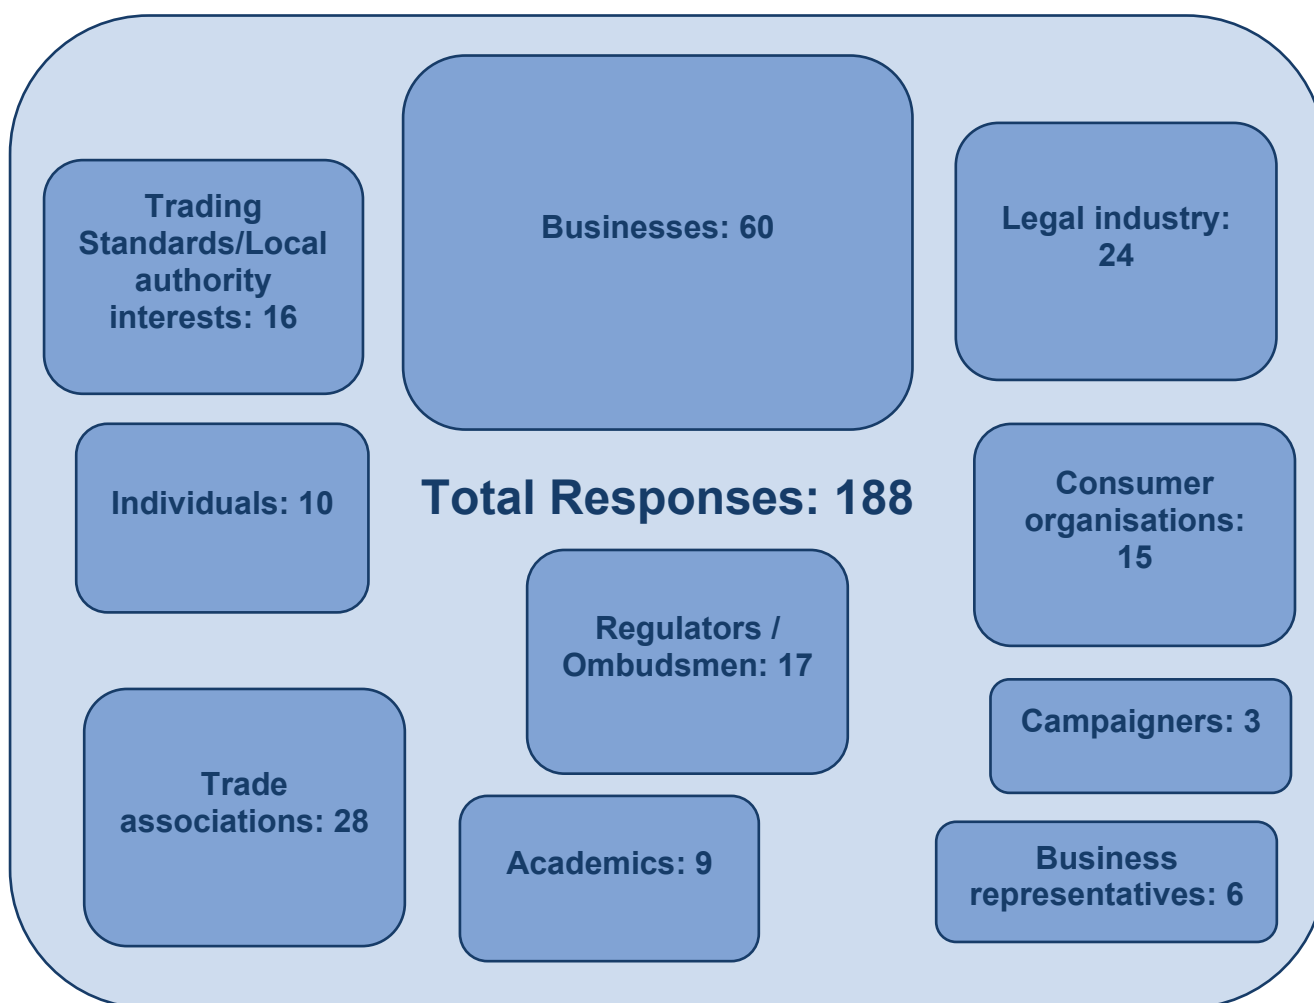 Businesses: 60
Legal industry:
24
Trading
Standards/Local
authority
interests: 16
Individuals: 10
Total Responses: 188
Consumer
organisations:
15
Regulators /
Ombudsmen: 17
Campaigners: 3
Trade
associations: 28
Academics: 9
Business
representatives: 6